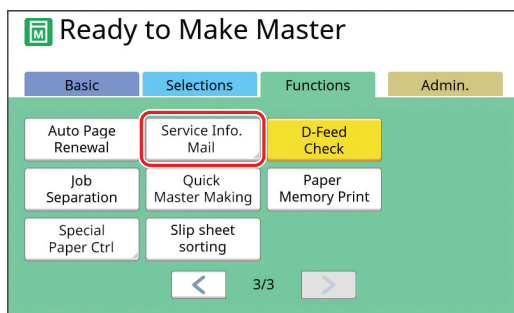 M Ready to Make Master
Basic Selections Functions Admin.
Auto Page
Renewal
Service Info.
Mail
D-Feed
Check
Job
Separation
Quick
Master Making
Paper
Memory Print
Special
Paper Ctrl
Slip sheet
sorting
< 3/3 >